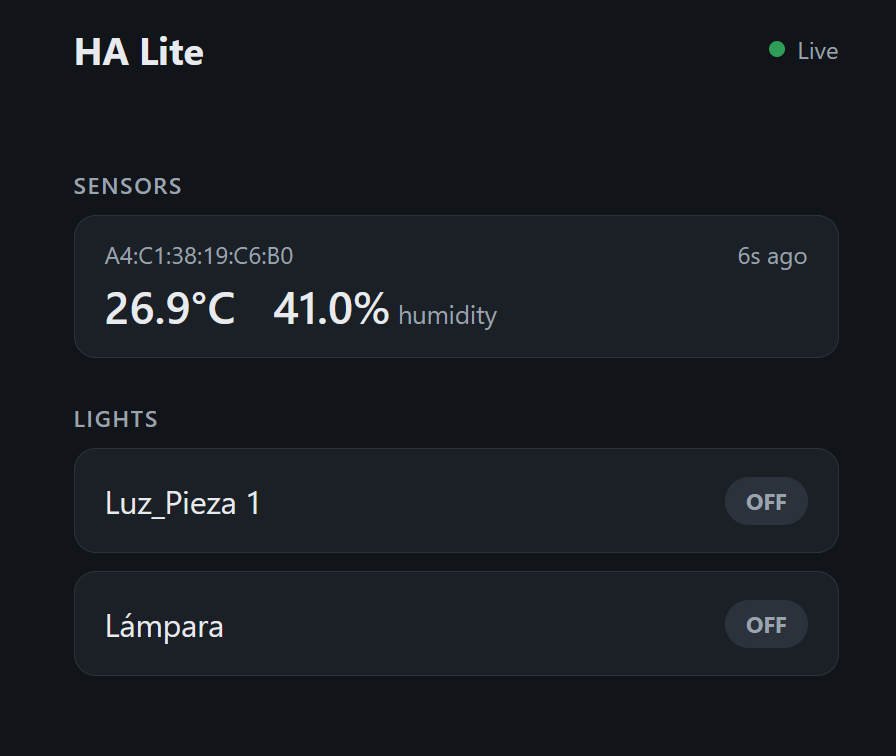 HA Lite
Live
SENSORS
A4:C1:38:19:C6:B0
6s ago
26.9°C 41.0% humidity
LIGHTS
Luz_Pieza 1
OFF
Lámpara
OFF